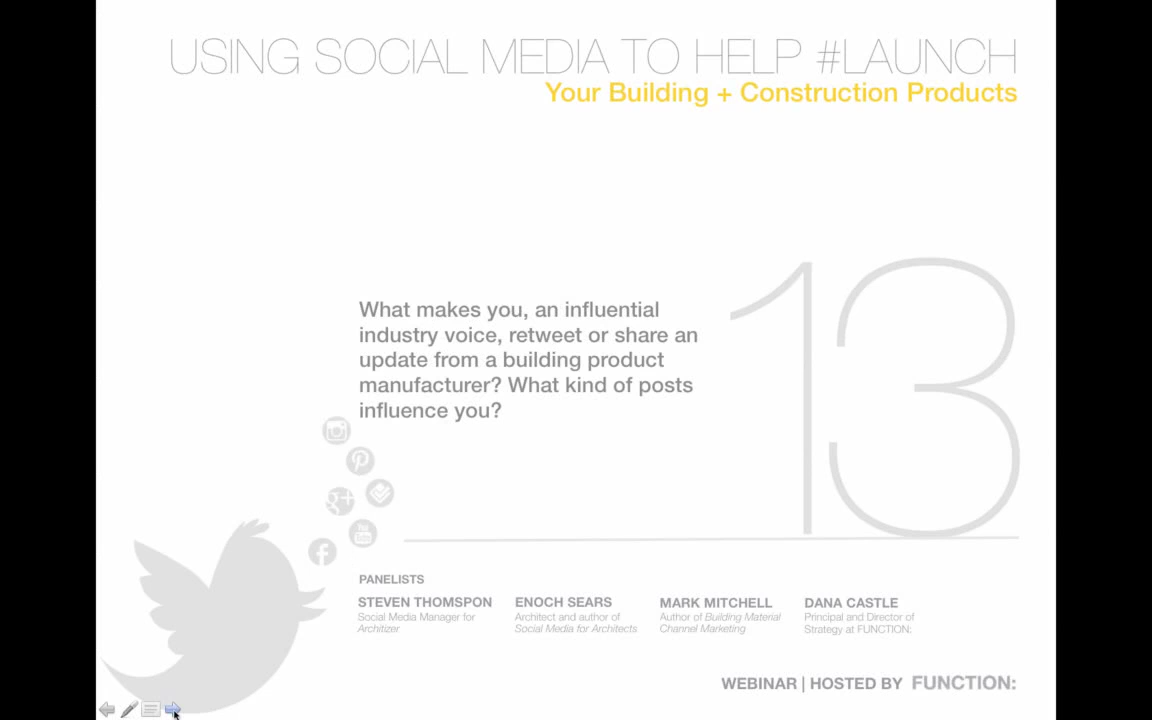 USING SOCIAL MEDIA TO HELP #LAUNCH
Your Building + Construction Products
What makes you, an influential
industry voice, retweet or share an
update from a building product
manufacturer? What kind of posts
influence you?
13
PANELISTS
STEVEN THOMSPON
Social Media Manager for
Architizer
ENOCH SEARS
Architect and author of
Social Media for Architects
MARK MITCHELL
Author of Building Material
Channel Marketing
DANA CASTLE
Principal and Director of
Strategy at FUNCTION:
WEBINAR | HOSTED BY FUNCTION:
g+
You
Tube
f